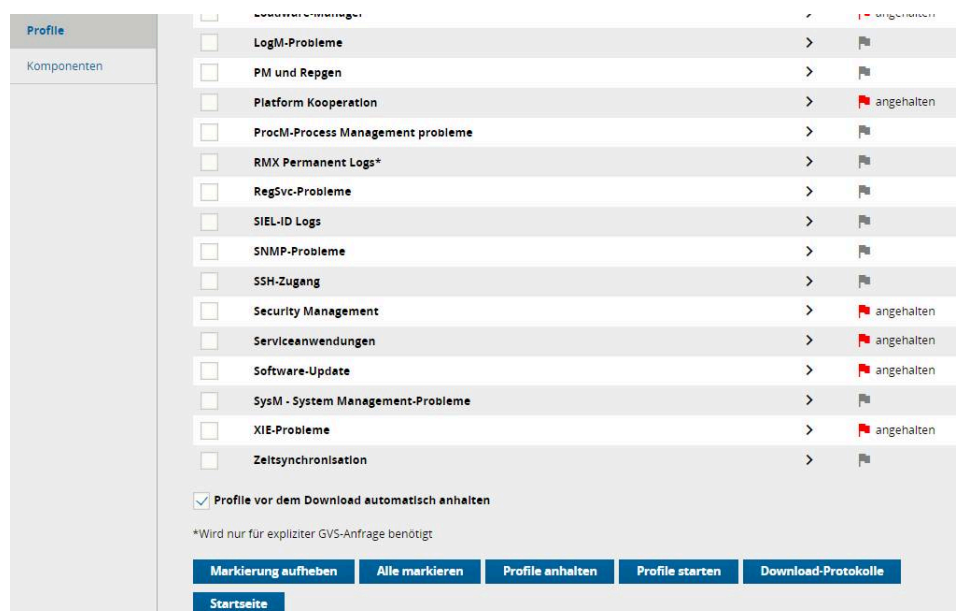 Profile
Komponenten
Loadware-Manager angehalten
LogM-Probleme
PM und Repgen
Platform Kooperation angehalten
ProcM-Process Management probleme
RMX Permanent Logs*
RegSvc-Probleme
SIEL-ID Logs
SNMP-Probleme
SSH-Zugang
Security Management angehalten
Serviceanwendungen angehalten
Software-Update angehalten
SysM - System Management-Probleme
XIE-Probleme angehalten
Zeitsynchronisation
Profile vor dem Download automatisch anhalten
*Wird nur für expliziter GVS-Anfrage benötigt
Markierung aufheben Alle markieren Profile anhalten Profile starten Download-Protokolle
Startseite